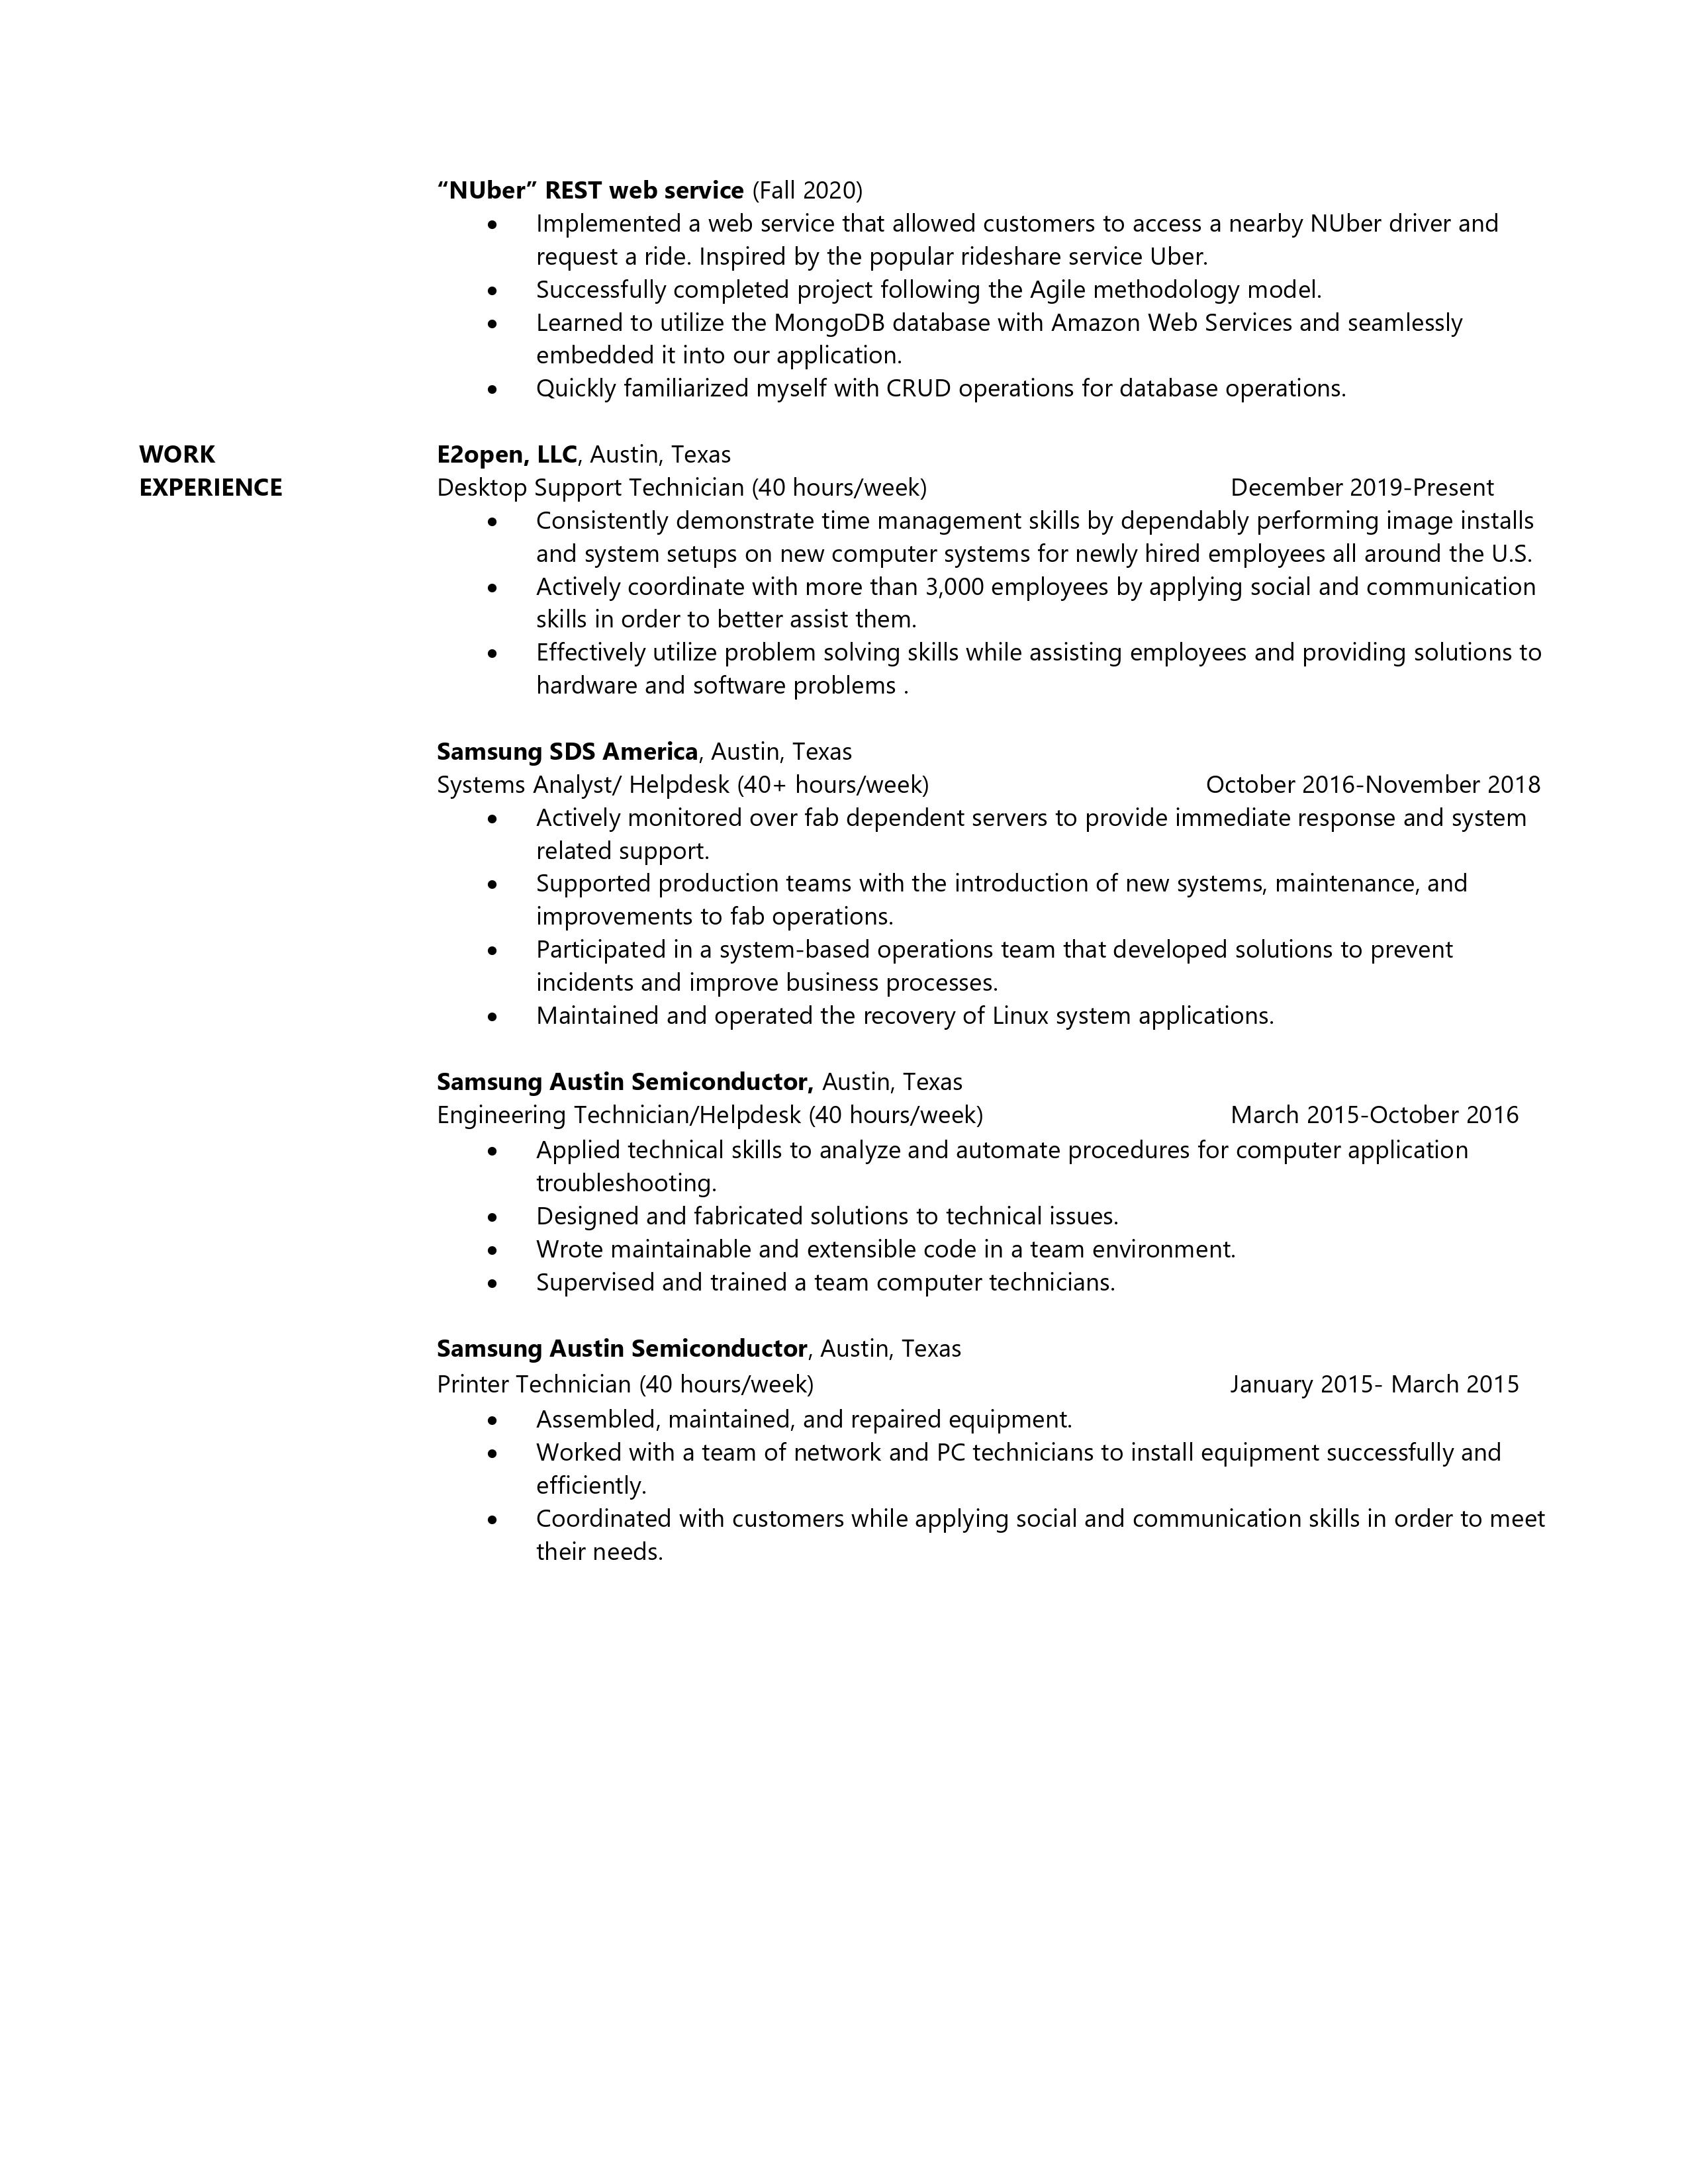 “NUber” REST web service (Fall 2020)
• Implemented a web service that allowed customers to access a nearby NUber driver and
request a ride. Inspired by the popular rideshare service Uber.
• Successfully completed project following the Agile methodology model.
• Learned to utilize the MongoDB database with Amazon Web Services and seamlessly
embedded it into our application.
• Quickly familiarized myself with CRUD operations for database operations.
WORK EXPERIENCE
E2open, LLC, Austin, Texas
Desktop Support Technician (40 hours/week) December 2019-Present
• Consistently demonstrate time management skills by dependably performing image installs
and system setups on new computer systems for newly hired employees all around the U.S.
• Actively coordinate with more than 3,000 employees by applying social and communication
skills in order to better assist them.
• Effectively utilize problem solving skills while assisting employees and providing solutions to
hardware and software problems .
Samsung SDS America, Austin, Texas
Systems Analyst/ Helpdesk (40+ hours/week) October 2016-November 2018
• Actively monitored over fab dependent servers to provide immediate response and system
related support.
• Supported production teams with the introduction of new systems, maintenance, and
improvements to fab operations.
• Participated in a system-based operations team that developed solutions to prevent
incidents and improve business processes.
• Maintained and operated the recovery of Linux system applications.
Samsung Austin Semiconductor, Austin, Texas
Engineering Technician/Helpdesk (40 hours/week) March 2015-October 2016
• Applied technical skills to analyze and automate procedures for computer application
troubleshooting.
• Designed and fabricated solutions to technical issues.
• Wrote maintainable and extensible code in a team environment.
• Supervised and trained a team computer technicians.
Samsung Austin Semiconductor, Austin, Texas
Printer Technician (40 hours/week) January 2015- March 2015
• Assembled, maintained, and repaired equipment.
• Worked with a team of network and PC technicians to install equipment successfully and
efficiently.
• Coordinated with customers while applying social and communication skills in order to meet
their needs.